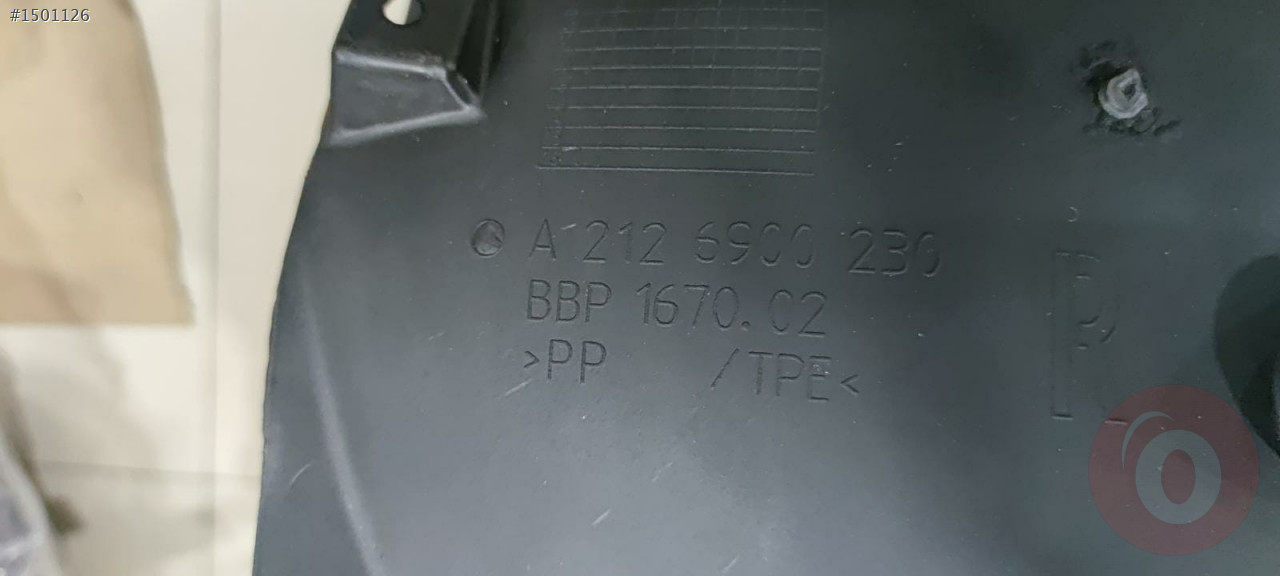 #1501126
A 212 6900 230
BBP 1670.02
>PP /TPE<
R